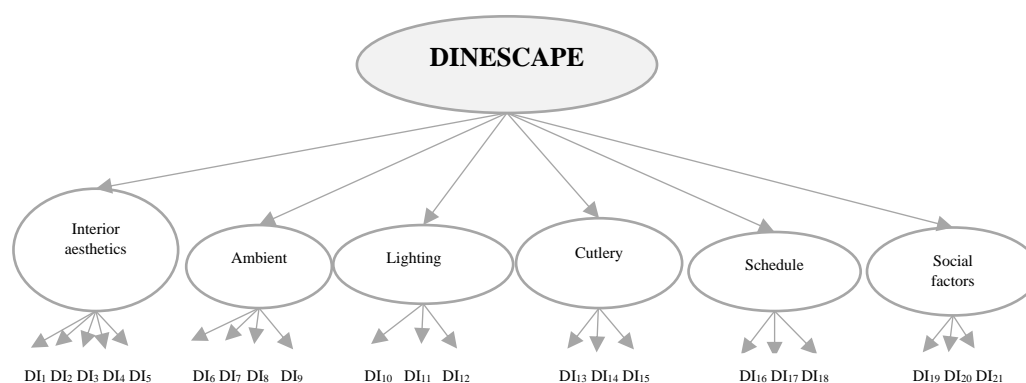 DINESCAPE
Interior
aesthetics
Ambient
Lighting
Cutlery
Schedule
Social
factors
DI₁ DI₂ DI₃ DI₄ DI₅ DI₆ DI₇ DI₈ DI₉ DI₁₀ DI₁₁ DI₁₂ DI₁₃ DI₁₄ DI₁₅ DI₁₆ DI₁₇ DI₁₈ DI₁₉ DI₂₀ DI₂₁